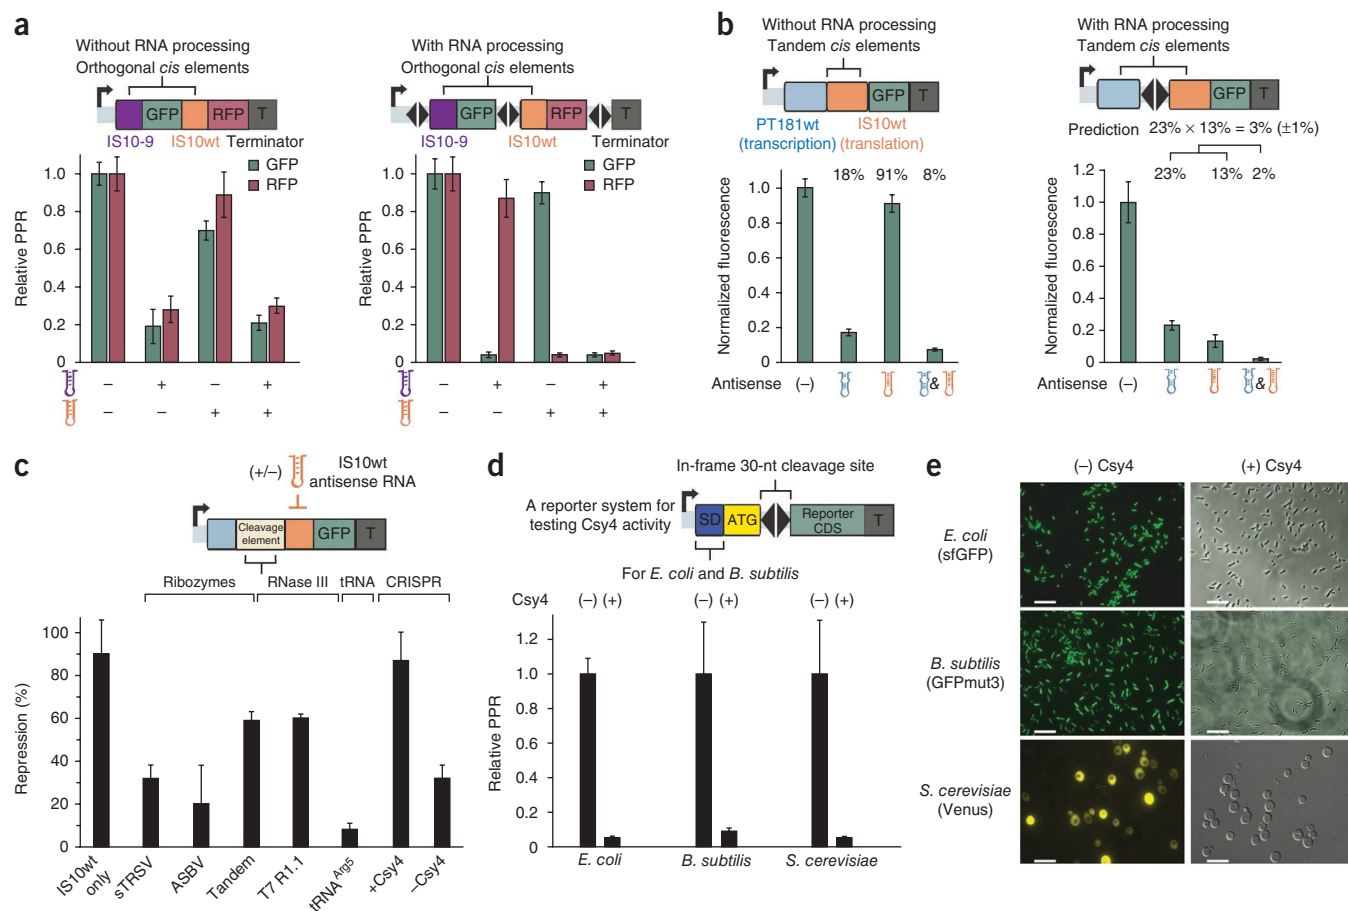 a
Without RNA processing
Orthogonal cis elements
GFP
RFP
T
IS10-9
IS10wt
Terminator
GFP
RFP
Relative PPR
1.0
0.8
0.6
0.4
0.2
0
– + – +
– – + +
With RNA processing
Orthogonal cis elements
GFP
RFP
T
IS10-9
IS10wt
Terminator
GFP
RFP
Relative PPR
1.0
0.8
0.6
0.4
0.2
0
– + – +
– – + +
b
Without RNA processing
Tandem cis elements
GFP
T
PT181wt
(transcription)
IS10wt
(translation)
18% 91% 8%
Normalized fluorescence
1.0
0.8
0.6
0.4
0.2
0
Antisense (–) &
With RNA processing
Tandem cis elements
GFP
T
Prediction 23% × 13% = 3% (±1%)
23% 13% 2%
Normalized fluorescence
1.2
1.0
0.8
0.6
0.4
0.2
0
Antisense (–) &
c
(+/–)
IS10wt
antisense RNA
Cleavage
element
GFP
T
Ribozymes
RNase III
tRNA
CRISPR
Repression (%)
100
80
60
40
20
0
IS10wt
only
sTRSV
ASBV
Tandem
T7 R1.1
tRNAArg5
+Csy4
–Csy4
d
In-frame 30-nt cleavage site
A reporter system for
testing Csy4 activity
SD
ATG
Reporter
CDS
T
For E. coli and B. subtilis
Csy4 (–) (+) (–) (+) (–) (+)
Relative PPR
1.2
1.0
0.8
0.6
0.4
0.2
0
E. coli
B. subtilis
S. cerevisiae
e
(–) Csy4
(+) Csy4
E. coli
(sfGFP)
B. subtilis
(GFPmut3)
S. cerevisiae
(Venus)